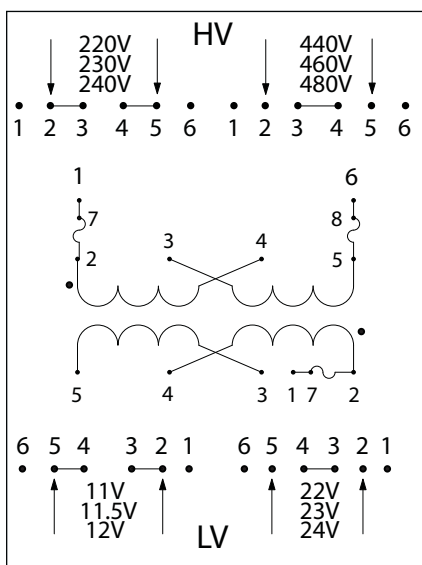 HV
220V 440V
230V 460V
240V 480V
1 2 3 4 5 6 1 2 3 4 5 6
1 6
7 8
2 3 4 5
5 4 3 1 7 2
6 5 4 3 2 1 6 5 4 3 2 1
11V 22V
11.5V 23V
12V 24V
LV